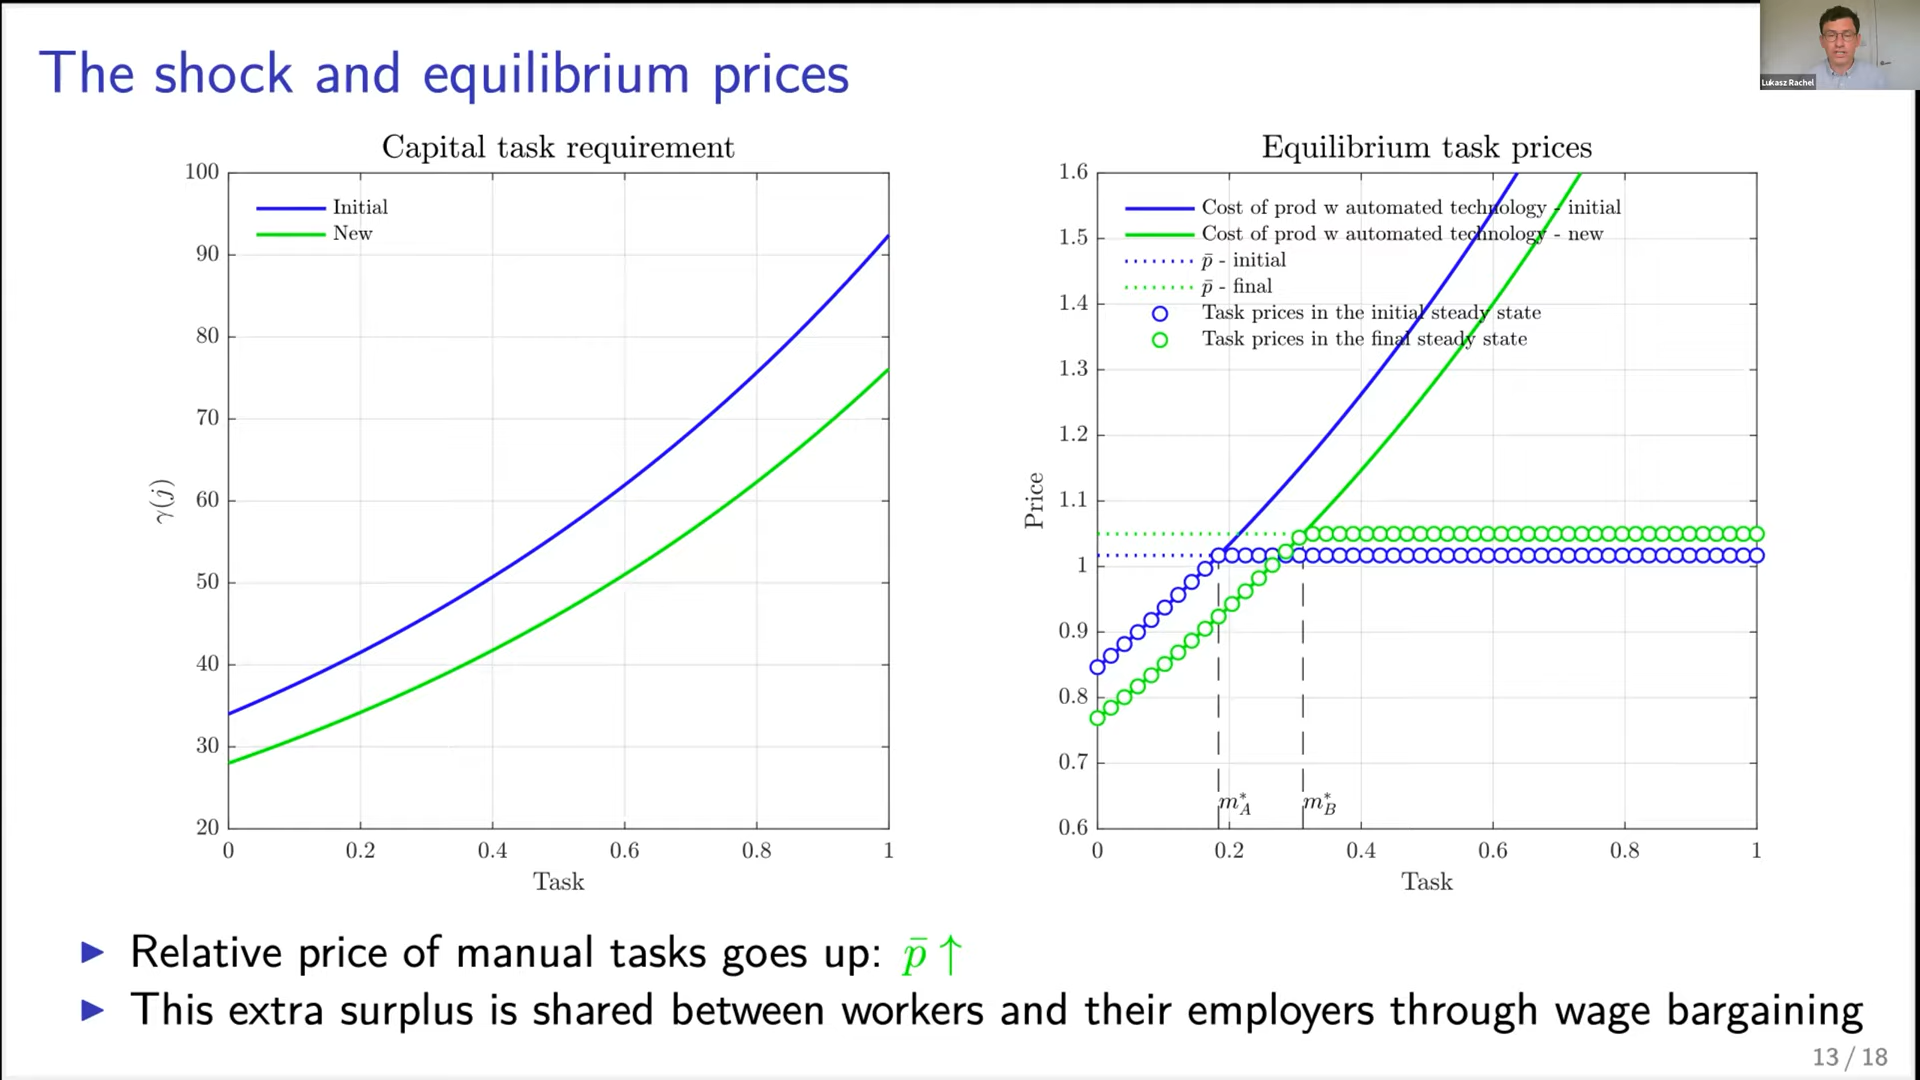 The shock and equilibrium prices
Lukasz Rachel
Capital task requirement
100
90
80
70
60
50
40
30
20
Initial
New
γ(j)
0 0.2 0.4 0.6 0.8 1
Task
Equilibrium task prices
1.6
1.5
1.4
1.3
1.2
1.1
1
0.9
0.8
0.7
0.6
Cost of prod w automated technology - initial
Cost of prod w automated technology - new
p̄ - initial
p̄ - final
Task prices in the initial steady state
Task prices in the final steady state
Price
m*_A m*_B
0 0.2 0.4 0.6 0.8 1
Task
▶ Relative price of manual tasks goes up: p̄ ↑
▶ This extra surplus is shared between workers and their employers through wage bargaining
13 / 18